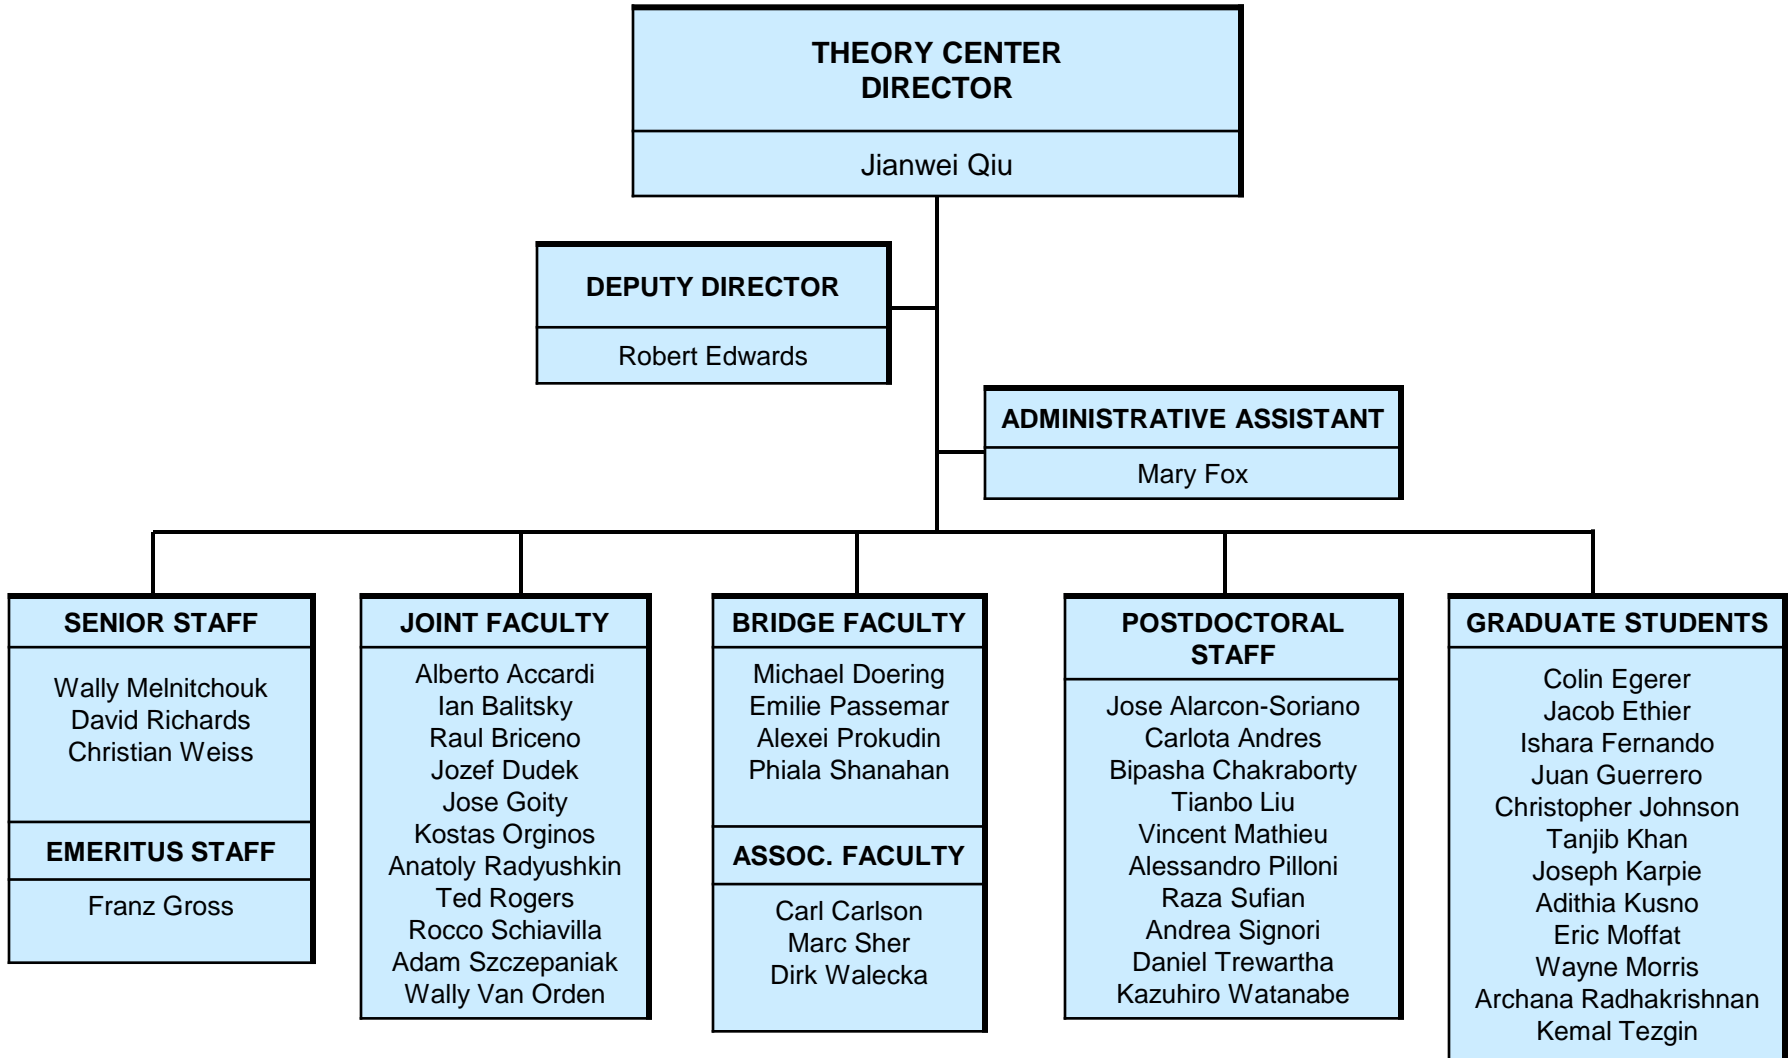 THEORY CENTER
DIRECTOR
Jianwei Qiu
DEPUTY DIRECTOR
Robert Edwards
ADMINISTRATIVE ASSISTANT
Mary Fox
SENIOR STAFF
Wally Melnitchouk
David Richards
Christian Weiss
EMERITUS STAFF
Franz Gross
JOINT FACULTY
Alberto Accardi
Ian Balitsky
Raul Briceno
Jozef Dudek
Jose Goity
Kostas Orginos
Anatoly Radyushkin
Ted Rogers
Rocco Schiavilla
Adam Szczepaniak
Wally Van Orden
BRIDGE FACULTY
Michael Doering
Emilie Passemar
Alexei Prokudin
Phiala Shanahan
ASSOC. FACULTY
Carl Carlson
Marc Sher
Dirk Walecka
POSTDOCTORAL
STAFF
Jose Alarcon-Soriano
Carlota Andres
Bipasha Chakraborty
Tianbo Liu
Vincent Mathieu
Alessandro Pilloni
Raza Sufian
Andrea Signori
Daniel Trewartha
Kazuhiro Watanabe
GRADUATE STUDENTS
Colin Egerer
Jacob Ethier
Ishara Fernando
Juan Guerrero
Christopher Johnson
Tanjib Khan
Joseph Karpie
Adithia Kusno
Eric Moffat
Wayne Morris
Archana Radhakrishnan
Kemal Tezgin